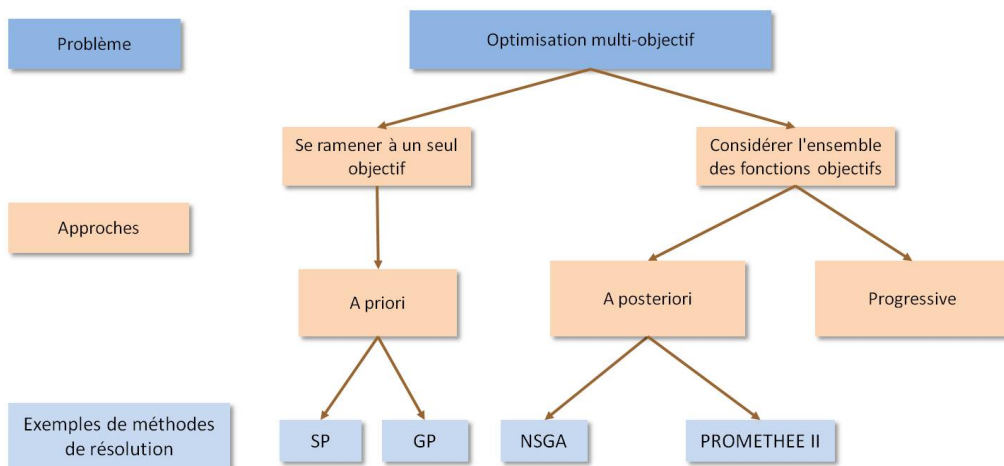 Problème
Optimisation multi-objectif
Se ramener à un seul
objectif
Considérer l'ensemble
des fonctions objectifs
Approches
A priori
A posteriori
Progressive
Exemples de méthodes
de résolution
SP
GP
NSGA
PROMETHEE II